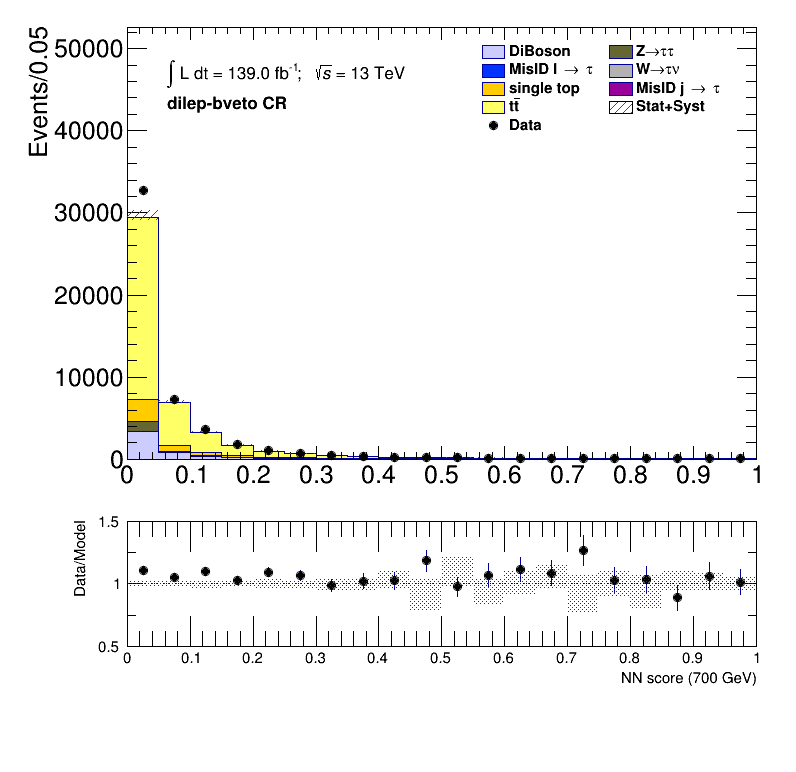 Events/0.05
50000
40000
30000
20000
10000
0
∫ L dt = 139.0 fb⁻¹; √s = 13 TeV
dilep-bveto CR
DiBoson
MisID l → τ
single top
tt̄
Data
Z→ττ
W→τν
MisID j → τ
Stat+Syst
0 0.1 0.2 0.3 0.4 0.5 0.6 0.7 0.8 0.9 1
Data/Model
1.5
1
0.5
0 0.1 0.2 0.3 0.4 0.5 0.6 0.7 0.8 0.9 1
NN score (700 GeV)